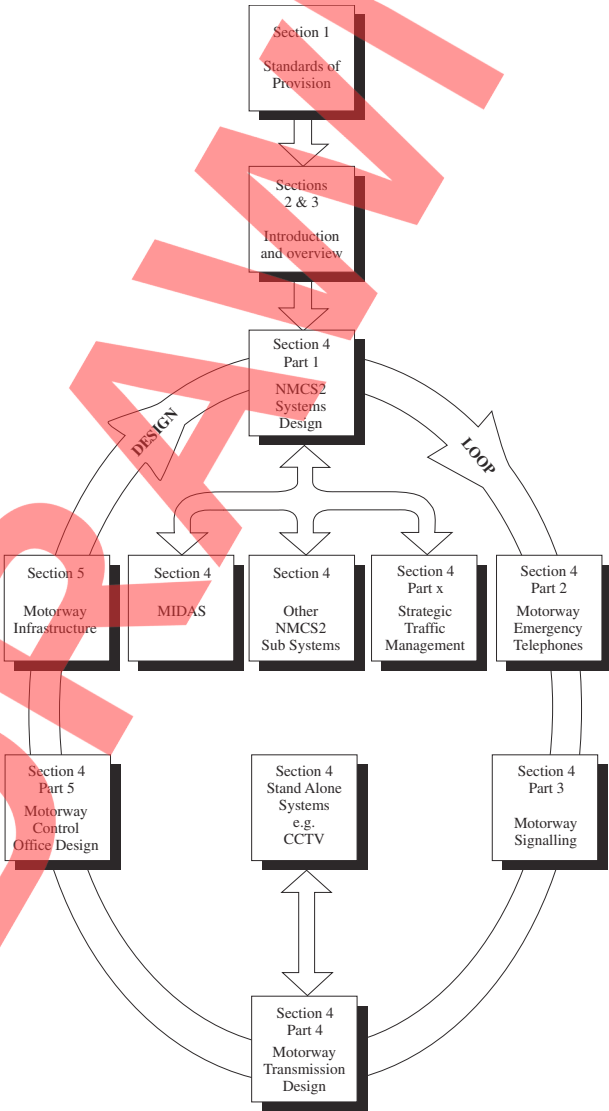 Section 1
Standards of
Provision
Sections
2 & 3
Introduction
and overview
Section 4
Part 1
NMCS2
Systems
Design
DESIGN
LOOP
Section 5
Motorway
Infrastructure
Section 4
MIDAS
Section 4
Other
NMCS2
Sub Systems
Section 4
Part x
Strategic
Traffic
Management
Section 4
Part 2
Motorway
Emergency
Telephones
Section 4
Part 5
Motorway
Control
Office Design
Section 4
Stand Alone
Systems
e.g.
CCTV
Section 4
Part 3
Motorway
Signalling
Section 4
Part 4
Motorway
Transmission
Design